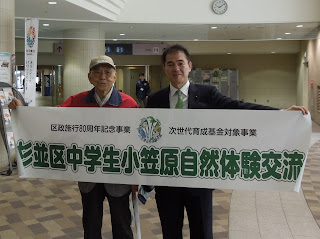 区政施行80周年記念事業
次世代育成基金対象事業
杉並区中学生小笠原自然体験交流